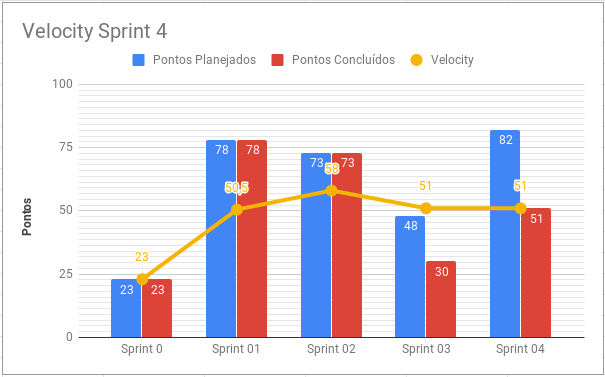 Velocity Sprint 4
Pontos Planejados Pontos Concluídos Velocity
Pontos
100
75
50
25
0
23 23 23
78 78 50,5
73 73 58
48 30 51
82 51 51
Sprint 0 Sprint 01 Sprint 02 Sprint 03 Sprint 04